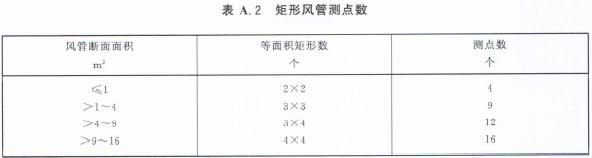 表 A.2 矩形风管测点数
风管断面面积 等面积矩形数 测点数
m² 个 个
≤1 2×2 4
>1~4 3×3 9
>4~9 3×4 12
>9~16 4×4 16